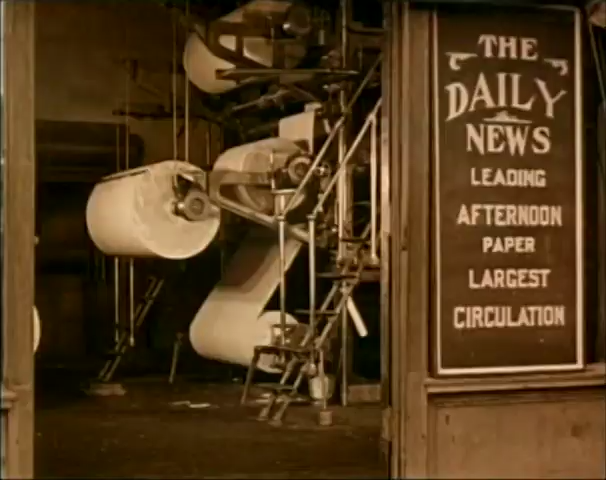 THE
DAILY
NEWS
LEADING
AFTERNOON
PAPER
LARGEST
CIRCULATION